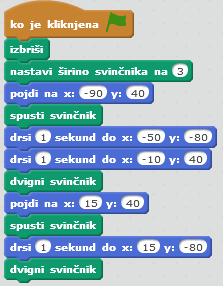 ko je kliknjena
izbriši
nastavi širino svinčnika na 3
pojdi na x: -90 y: 40
spusti svinčnik
drsi 1 sekund do x: -50 y: -80
drsi 1 sekund do x: -10 y: 40
dvigni svinčnik
pojdi na x: 15 y: 40
spusti svinčnik
drsi 1 sekund do x: 15 y: -80
dvigni svinčnik